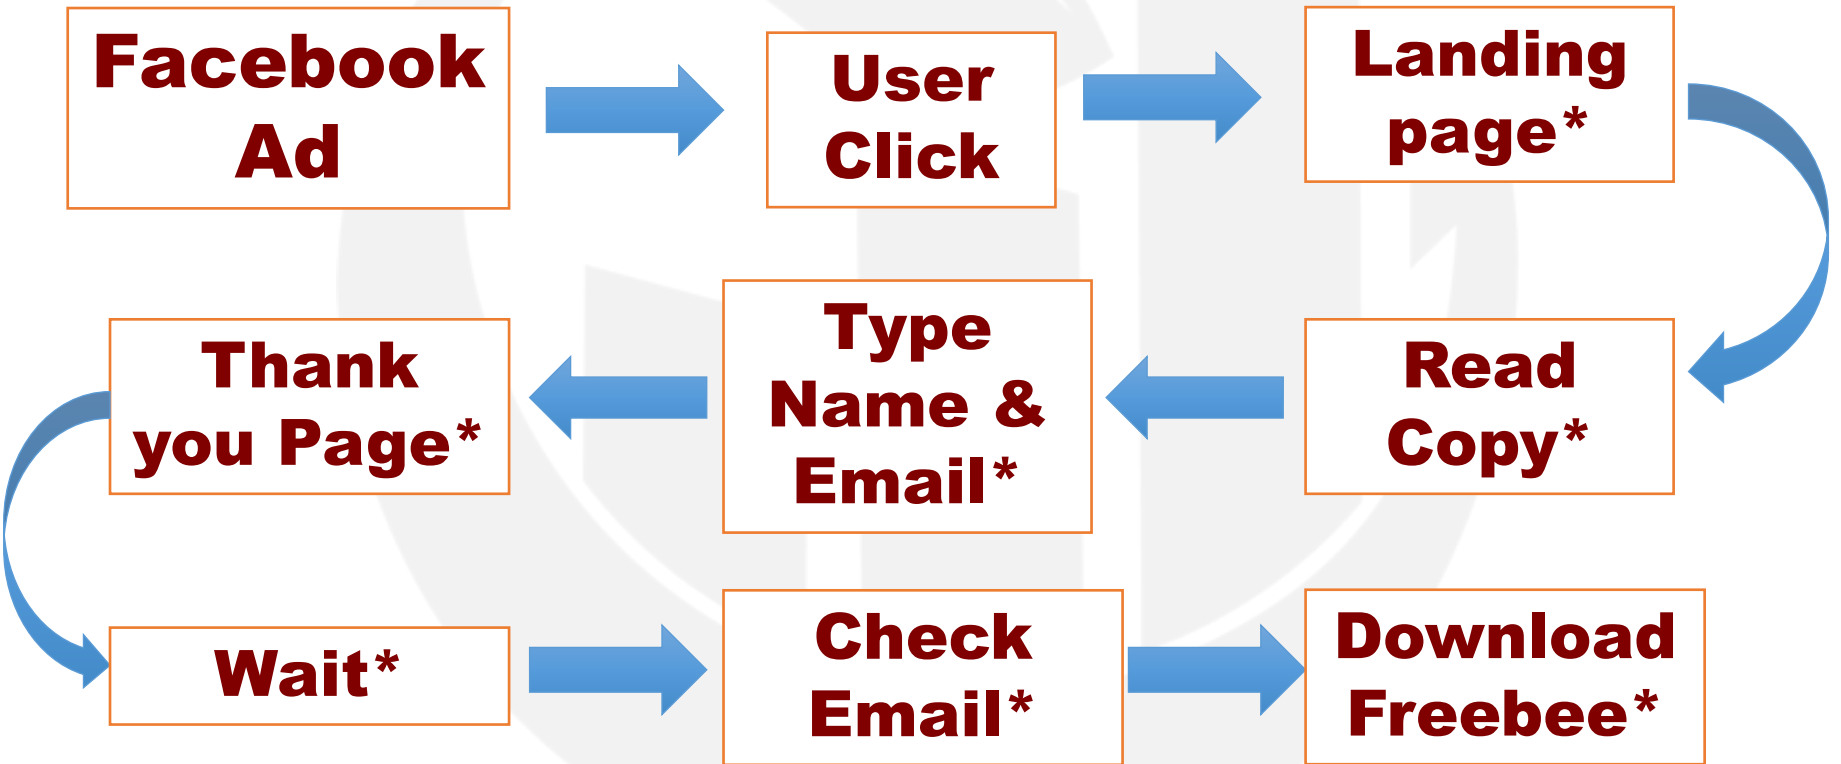 Facebook
Ad
User
Click
Landing
page*
Read
Copy*
Type
Name &
Email*
Thank
you Page*
Wait*
Check
Email*
Download
Freebee*